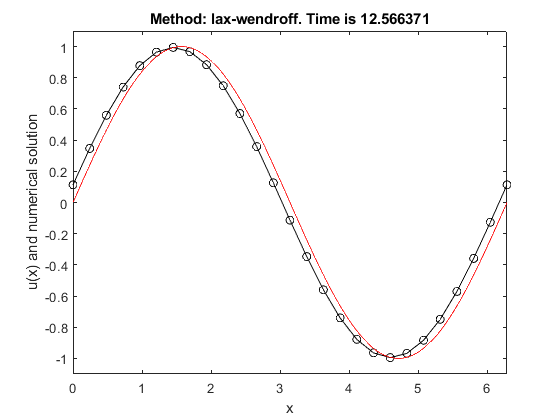 Method: lax-wendroff. Time is 12.566371
u(x) and numerical solution
1
0.8
0.6
0.4
0.2
0
-0.2
-0.4
-0.6
-0.8
-1
0 1 2 3 4 5 6
x